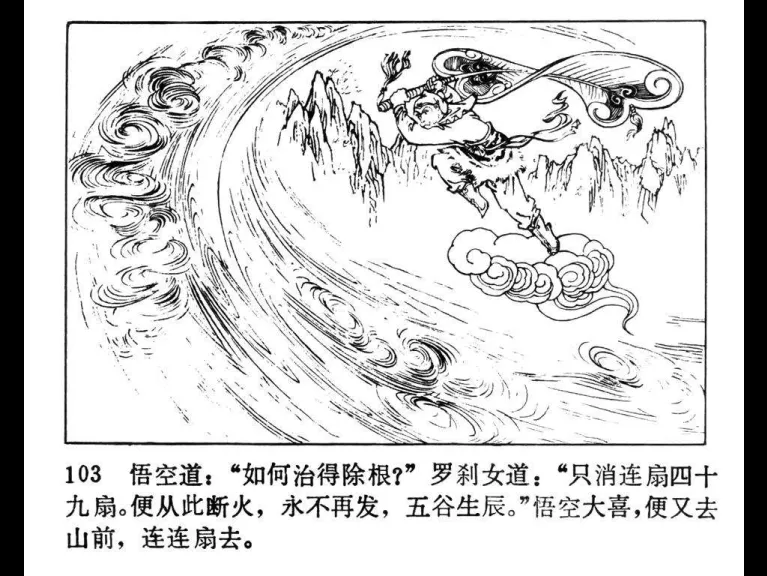 103 悟空道：“如何治得除根?”罗刹女道：“只消连扇四十
九扇。便从此断火，永不再发，五谷生辰。”悟空大喜，便又去
山前，连连扇去。